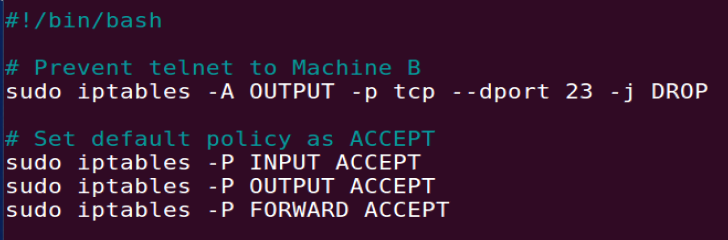 #!/bin/bash
# Prevent telnet to Machine B
sudo iptables -A OUTPUT -p tcp --dport 23 -j DROP
# Set default policy as ACCEPT
sudo iptables -P INPUT ACCEPT
sudo iptables -P OUTPUT ACCEPT
sudo iptables -P FORWARD ACCEPT